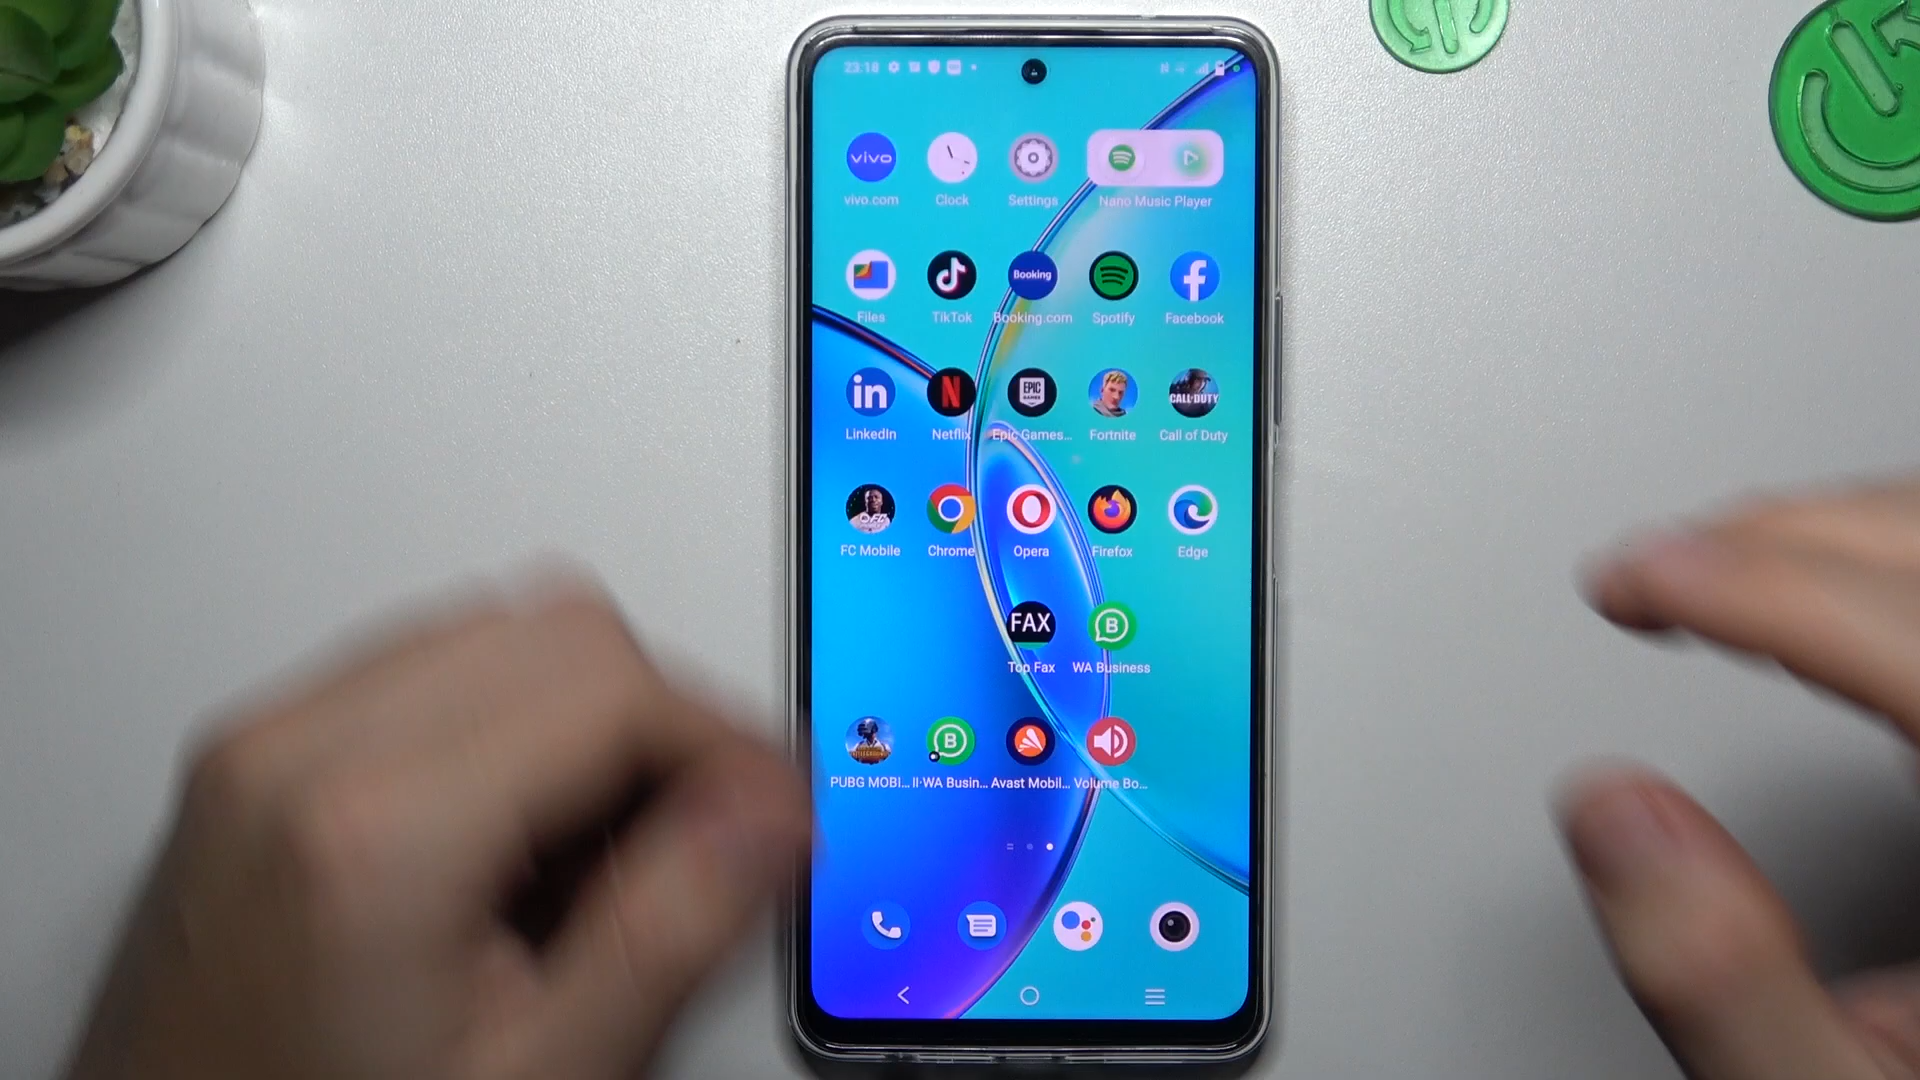 23:18
vivo
vivo.com Clock Settings Nano Music Player
Booking
Files TikTok Booking.com Spotify Facebook
in N EPIC GAMES CALL·DUTY
LinkedIn Netflix Epic Games... Fortnite Call of Duty
FC
FC Mobile Chrome Opera Firefox Edge
FAX B
Top Fax WA Business
B
PUBG MOBI... II·WA Busin... Avast Mobil... Volume Bo...